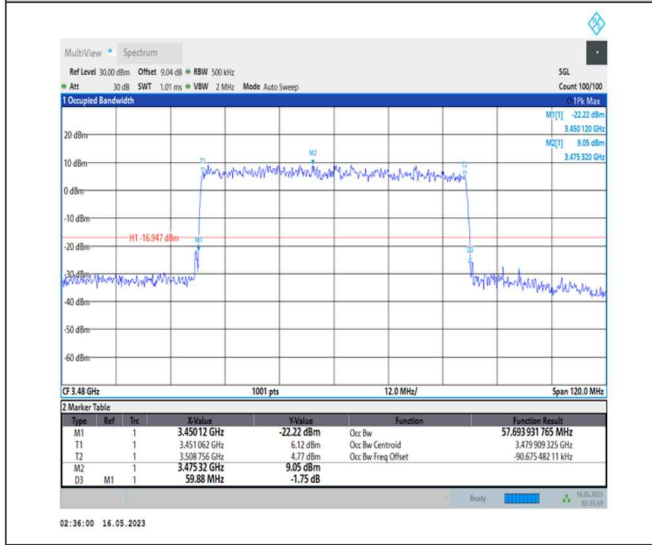 MultiView Spectrum
Ref Level 30.00 dBm Offset 9.04 dB RBW 500 kHz SGL
Att 30 dB SWT 1.01 ms VBW 2 MHz Mode Auto Sweep Count 100/100
1 Occupied Bandwidth 1Pk Max
M1[1] -22.22 dBm
3.450 120 GHz
M2[1] 9.05 dBm
3.475 320 GHz
20 dBm
10 dBm
T1
M2
T2
0 dBm
-10 dBm
H1 -16.947 dBm
M1
-20 dBm
D3
-30 dBm
-40 dBm
-50 dBm
-60 dBm
CF 3.48 GHz 1001 pts 12.0 MHz/ Span 120.0 MHz
2 Marker Table
Type Ref Trc X-Value Y-Value Function Function Result
M1 1 3.45012 GHz -22.22 dBm Occ Bw 57.693 931 765 MHz
T1 1 3.451 062 GHz 6.12 dBm Occ Bw Centroid 3.479 909 325 GHz
T2 1 3.508 756 GHz 4.77 dBm Occ Bw Freq Offset -90.675 482 11 kHz
M2 1 3.47532 GHz 9.05 dBm
D3 M1 1 59.88 MHz -1.75 dB
Ready 16.05.2023
02:35:59
02:36:00 16.05.2023